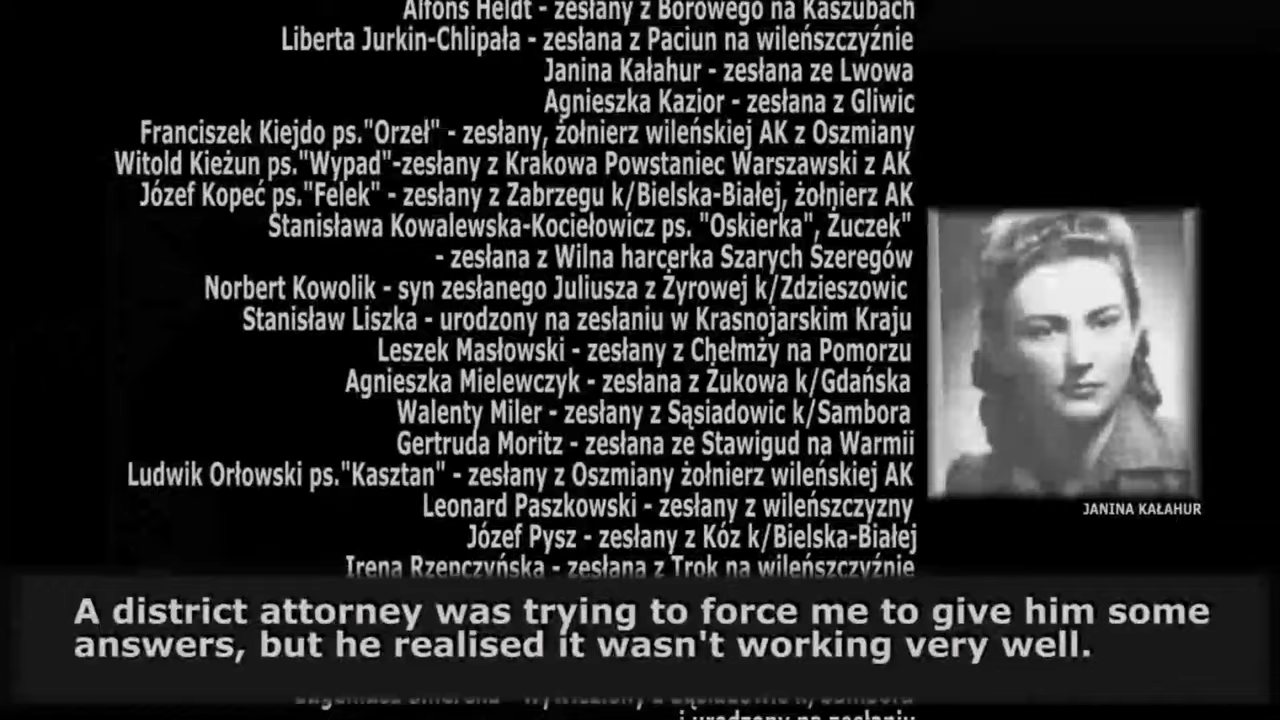 Alfons Heldt - zesłany z Borowego na Kaszubach
Liberta Jurkin-Chlipała - zesłana z Paciun na wileńszczyźnie
Janina Kałahur - zesłana ze Lwowa
Agnieszka Kazior - zesłana z Gliwic
Franciszek Kiejdo ps."Orzeł" - zesłany, żołnierz wileńskiej AK z Oszmiany
Witold Kieżun ps."Wypad"-zesłany z Krakowa Powstaniec Warszawski z AK
Józef Kopeć ps."Felek" - zesłany z Zabrzegu k/Bielska-Białej, żołnierz AK
Stanisława Kowalewska-Kociełowicz ps. "Oskierka", Żuczek"
- zesłana z Wilna harcerka Szarych Szeregów
Norbert Kowolik - syn zesłanego Juliusza z Żyrowej k/Zdzieszowic
Stanisław Liszka - urodzony na zesłaniu w Krasnojarskim Kraju
Leszek Masłowski - zesłany z Chełmży na Pomorzu
Agnieszka Mielewczyk - zesłana z Żukowa k/Gdańska
Walenty Miler - zesłany z Sąsiadowic k/Sambora
Gertruda Moritz - zesłana ze Stawigud na Warmii
Ludwik Orłowski ps."Kasztan" - zesłany z Oszmiany żołnierz wileńskiej AK
Leonard Paszkowski - zesłany z wileńszczyzny
Józef Pysz - zesłany z Kóz k/Bielska-Białej
Irena Rzepczyńska - zesłana z Trok na wileńszczyźnie
JANINA KAŁAHUR
A district attorney was trying to force me to give him some
answers, but he realised it wasn't working very well.
i urodzony na zesłaniu